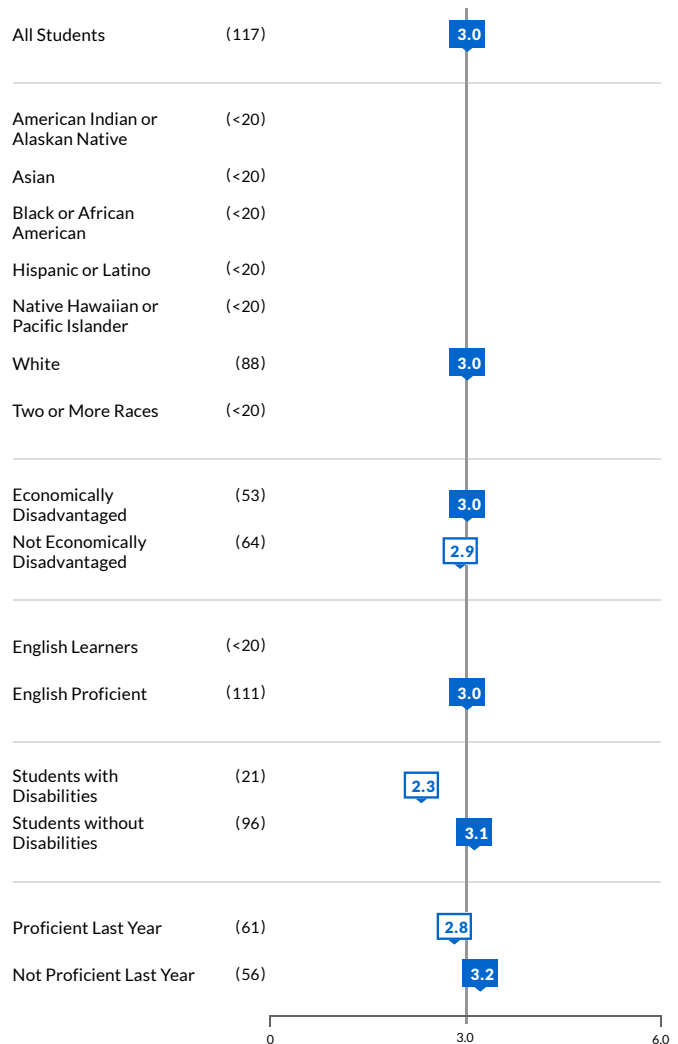 All Students (117) 3.0
American Indian or (<20)
Alaskan Native
Asian (<20)
Black or African (<20)
American
Hispanic or Latino (<20)
Native Hawaiian or (<20)
Pacific Islander
White (88) 3.0
Two or More Races (<20)
Economically (53) 3.0
Disadvantaged
Not Economically (64) 2.9
Disadvantaged
English Learners (<20)
English Proficient (111) 3.0
Students with (21) 2.3
Disabilities
Students without (96) 3.1
Disabilities
Proficient Last Year (61) 2.8
Not Proficient Last Year (56) 3.2
0 3.0 6.0